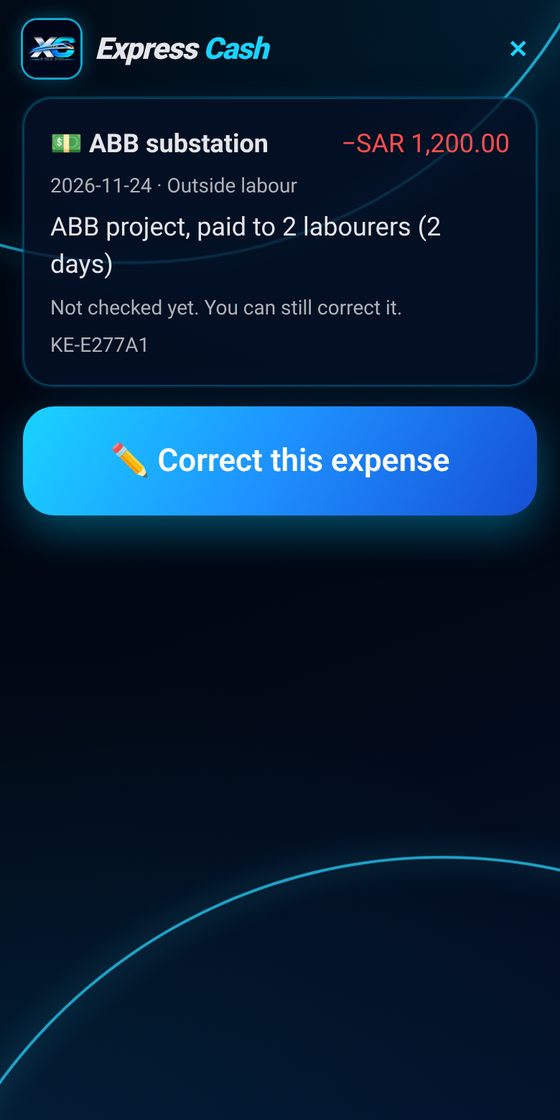 XG
Express Cash
×
ABB substation −SAR 1,200.00
2026-11-24 · Outside labour
ABB project, paid to 2 labourers (2
days)
Not checked yet. You can still correct it.
KE-E277A1
Correct this expense